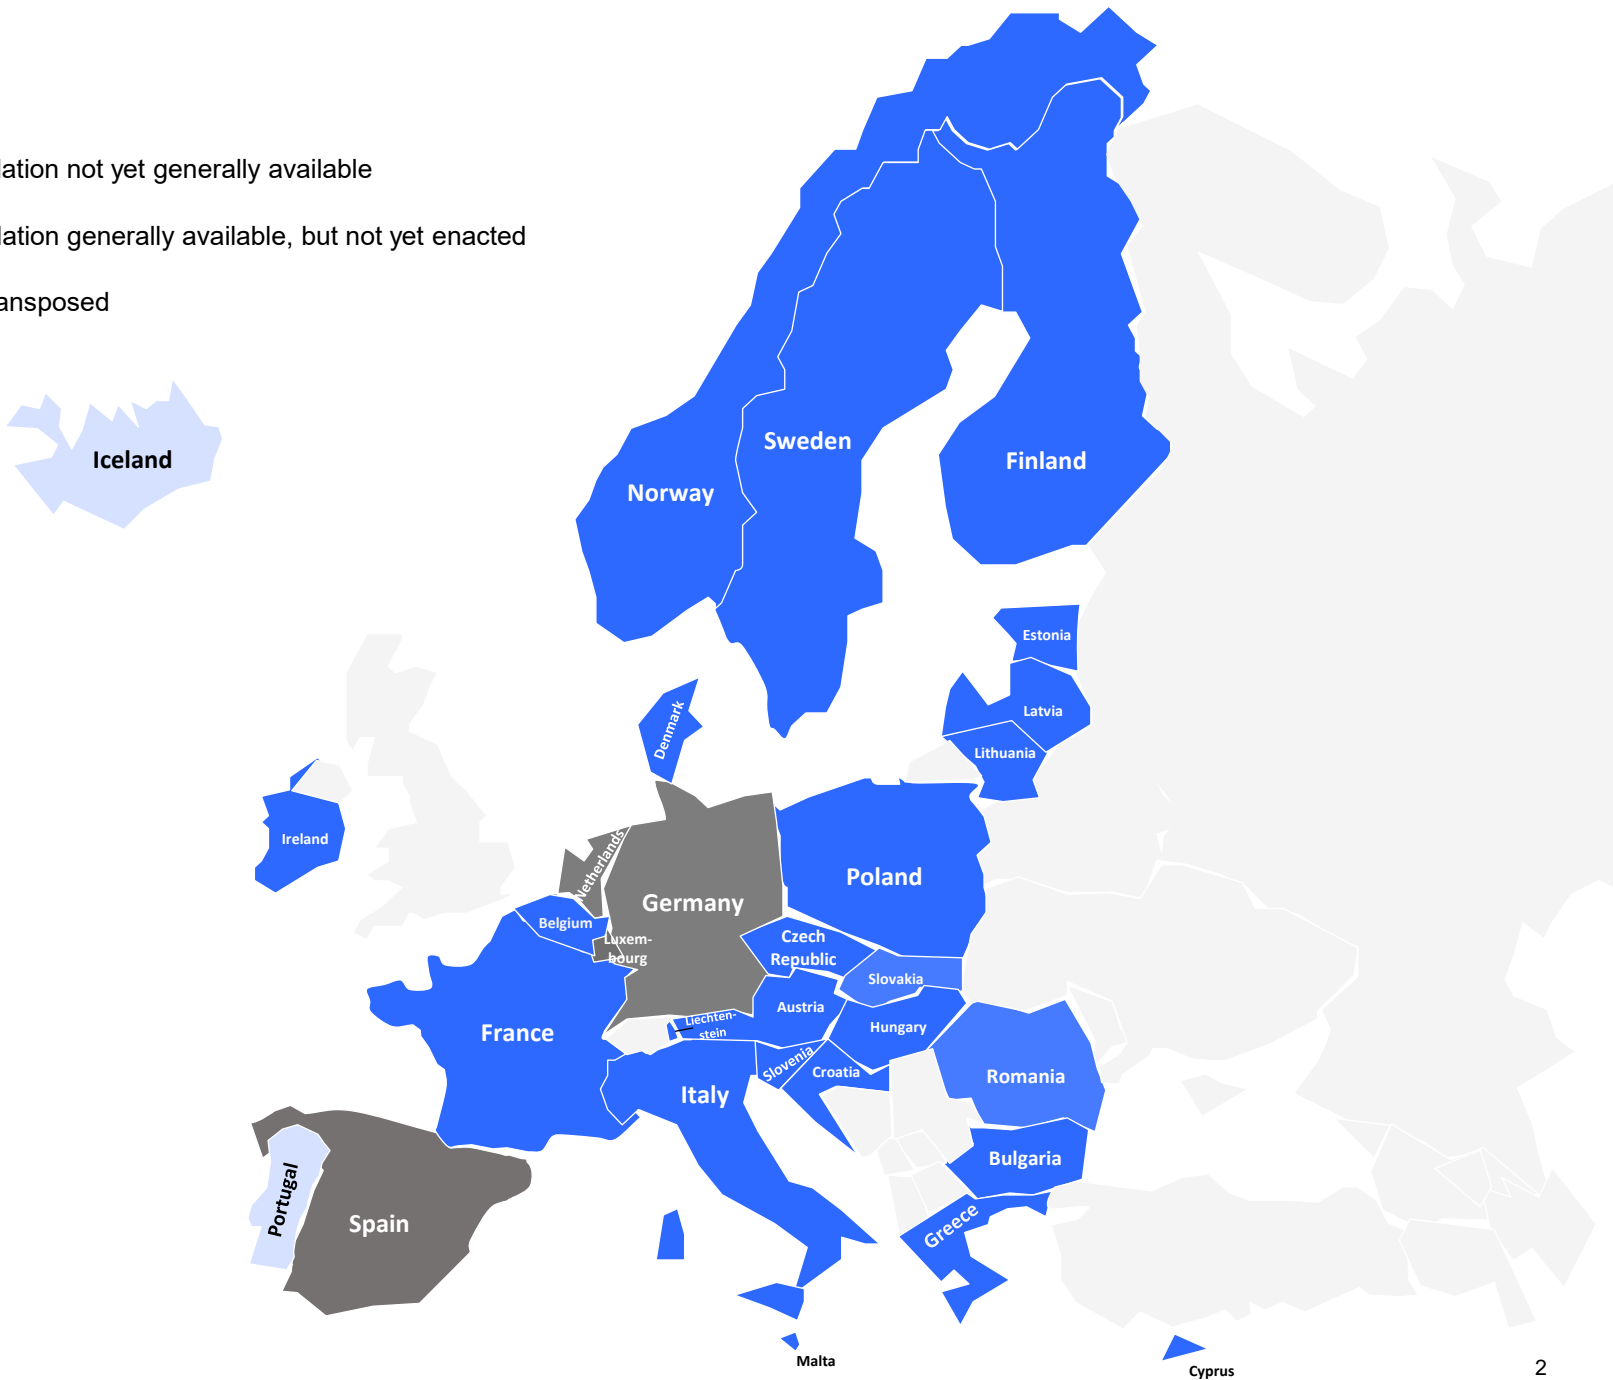 lation not yet generally available
lation generally available, but not yet enacted
ansposed
Iceland
Norway
Sweden
Finland
Estonia
Latvia
Lithuania
Denmark
Ireland
Netherlands
Germany
Poland
Belgium
Luxem-
bourg
Czech
Republic
Slovakia
Austria
Liechten-
stein
Hungary
France
Slovenia
Croatia
Italy
Romania
Bulgaria
Portugal
Spain
Greece
Malta
Cyprus
2